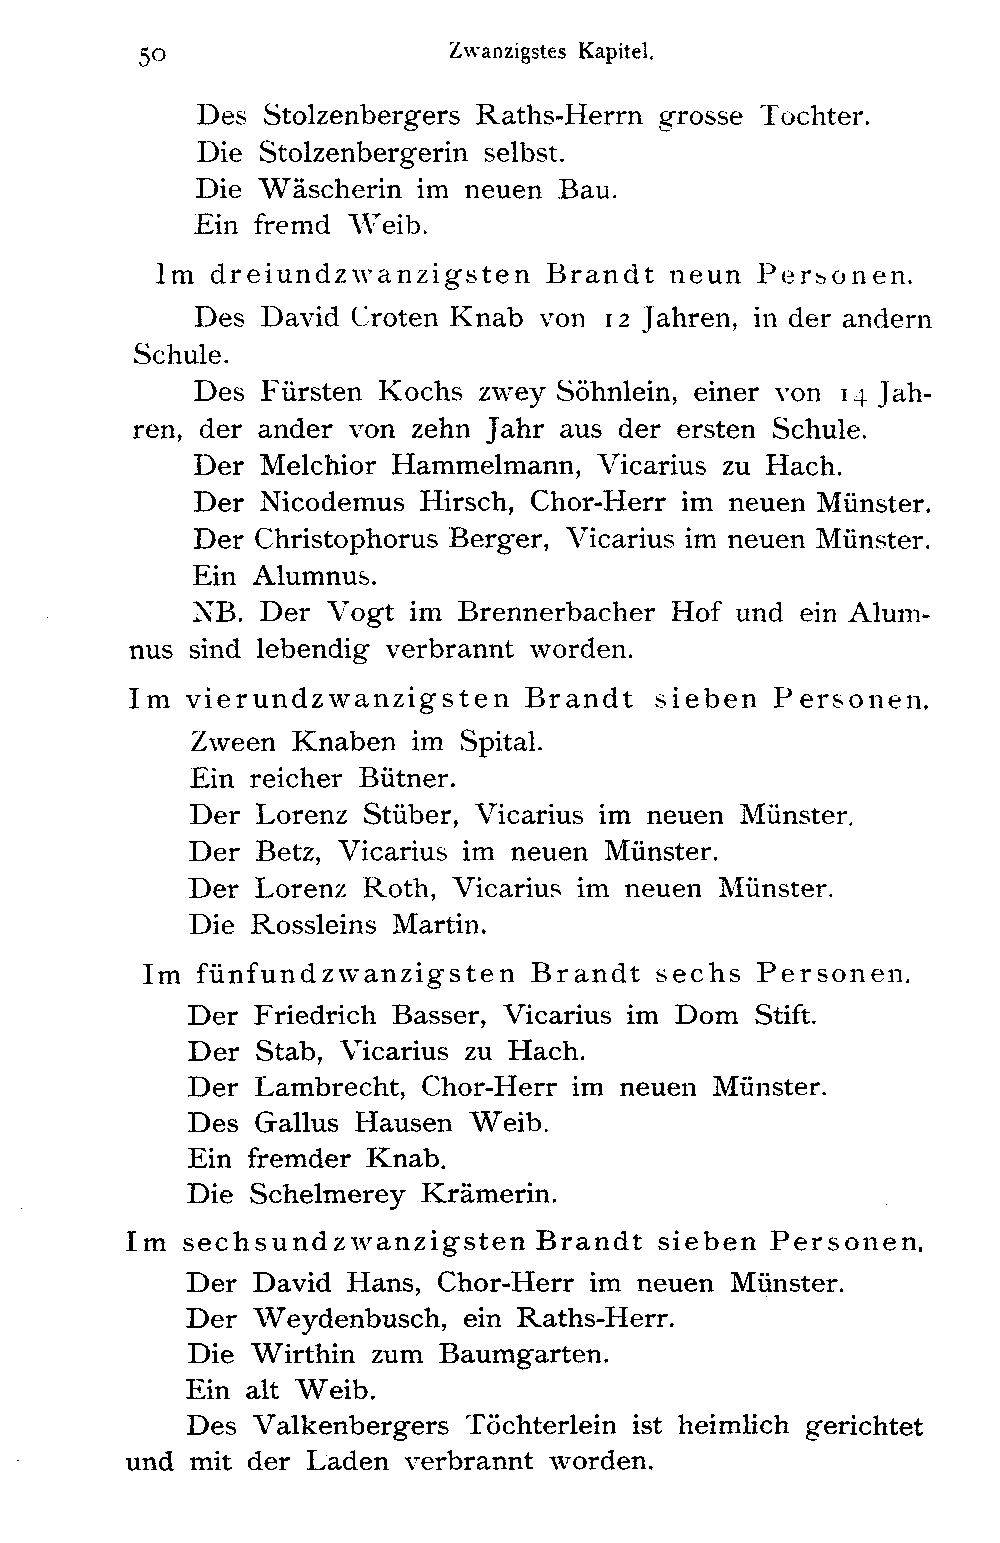 50 Zwanzigstes Kapitel.
Des Stolzenbergers Raths-Herrn grosse Tochter.
Die Stolzenbergerin selbst.
Die Wäscherin im neuen Bau.
Ein fremd Weib.
Im dreiundzwanzigsten Brandt neun Personen.
Des David Croten Knab von 12 Jahren, in der andern
Schule.
Des Fürsten Kochs zwey Söhnlein, einer von 14 Jah-
ren, der ander von zehn Jahr aus der ersten Schule.
Der Melchior Hammelmann, Vicarius zu Hach.
Der Nicodemus Hirsch, Chor-Herr im neuen Münster.
Der Christophorus Berger, Vicarius im neuen Münster.
Ein Alumnus.
NB. Der Vogt im Brennerbacher Hof und ein Alum-
nus sind lebendig verbrannt worden.
Im vierundzwanzigsten Brandt sieben Personen.
Zween Knaben im Spital.
Ein reicher Bütner.
Der Lorenz Stüber, Vicarius im neuen Münster.
Der Betz, Vicarius im neuen Münster.
Der Lorenz Roth, Vicarius im neuen Münster.
Die Rossleins Martin.
Im fünfundzwanzigsten Brandt sechs Personen.
Der Friedrich Basser, Vicarius im Dom Stift.
Der Stab, Vicarius zu Hach.
Der Lambrecht, Chor-Herr im neuen Münster.
Des Gallus Hausen Weib.
Ein fremder Knab.
Die Schelmerey Krämerin.
Im sechsundzwanzigsten Brandt sieben Personen.
Der David Hans, Chor-Herr im neuen Münster.
Der Weydenbusch, ein Raths-Herr.
Die Wirthin zum Baumgarten.
Ein alt Weib.
Des Valkenbergers Töchterlein ist heimlich gerichtet
und mit der Laden verbrannt worden.